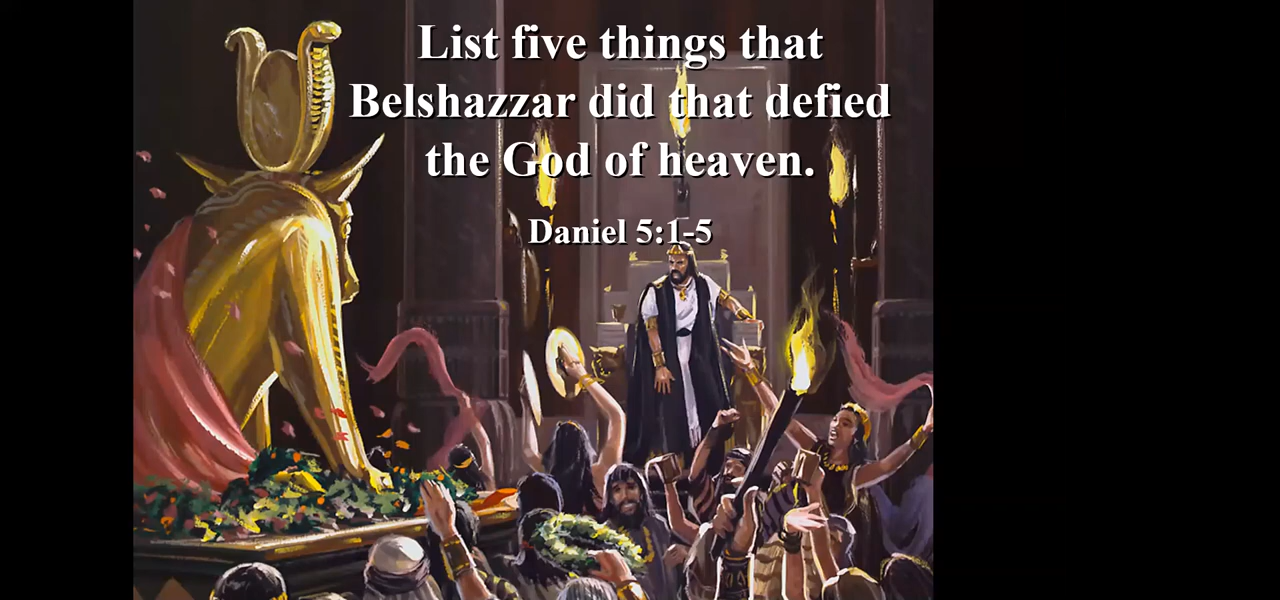 List five things that
Belshazzar did that defied
the God of heaven.
Daniel 5:1-5